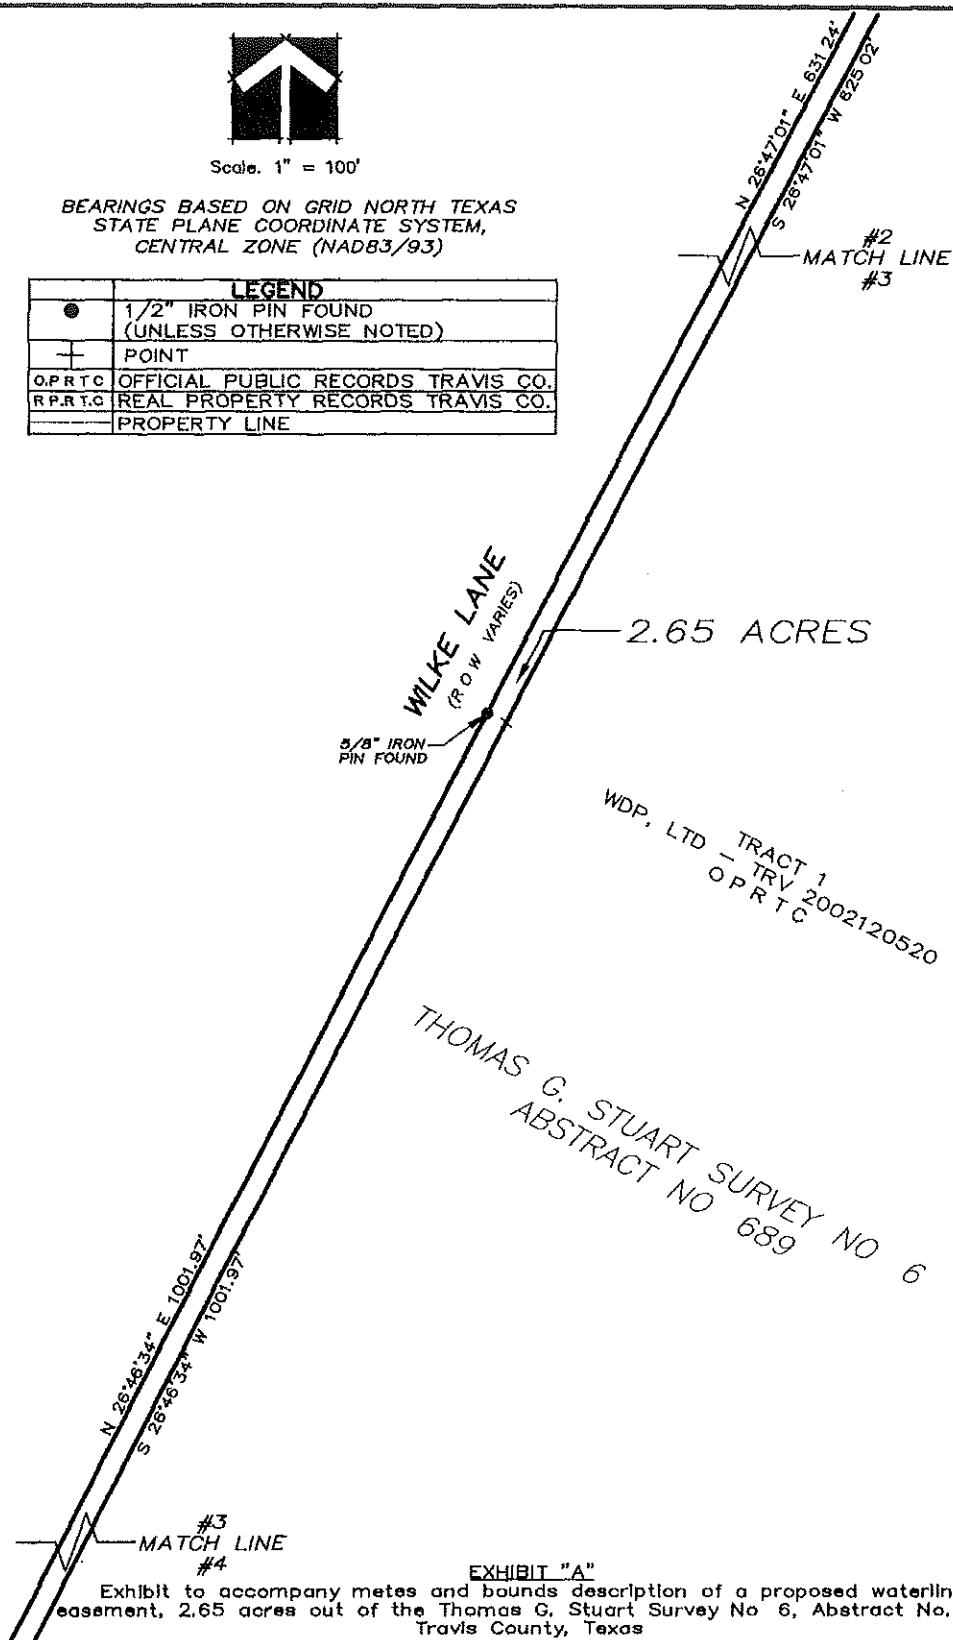 N 26°47'01" E 631 24'
S 26°47'01" W 625 02'
Scale. 1" = 100'
BEARINGS BASED ON GRID NORTH TEXAS
STATE PLANE COORDINATE SYSTEM,
CENTRAL ZONE (NAD83/93)
#2
MATCH LINE
#3
LEGEND
1/2" IRON PIN FOUND
(UNLESS OTHERWISE NOTED)
POINT
O.P R T C OFFICIAL PUBLIC RECORDS TRAVIS CO.
R P.R T.C REAL PROPERTY RECORDS TRAVIS CO.
PROPERTY LINE
WILKE LANE
(R O W VARIES)
2.65 ACRES
5/8" IRON
PIN FOUND
TRACT 1
WDP, LTD – TRV 2002120520
O P R T C
THOMAS G. STUART SURVEY NO 6
ABSTRACT NO 689
N 26°46'34" E 1001.97'
S 26°46'34" W 1001.97'
#3
MATCH LINE
#4
EXHIBIT "A"
Exhibit to accompany metes and bounds description of a proposed waterlin
easement, 2.65 acres out of the Thomas G. Stuart Survey No 6, Abstract No.
Travis County, Texas